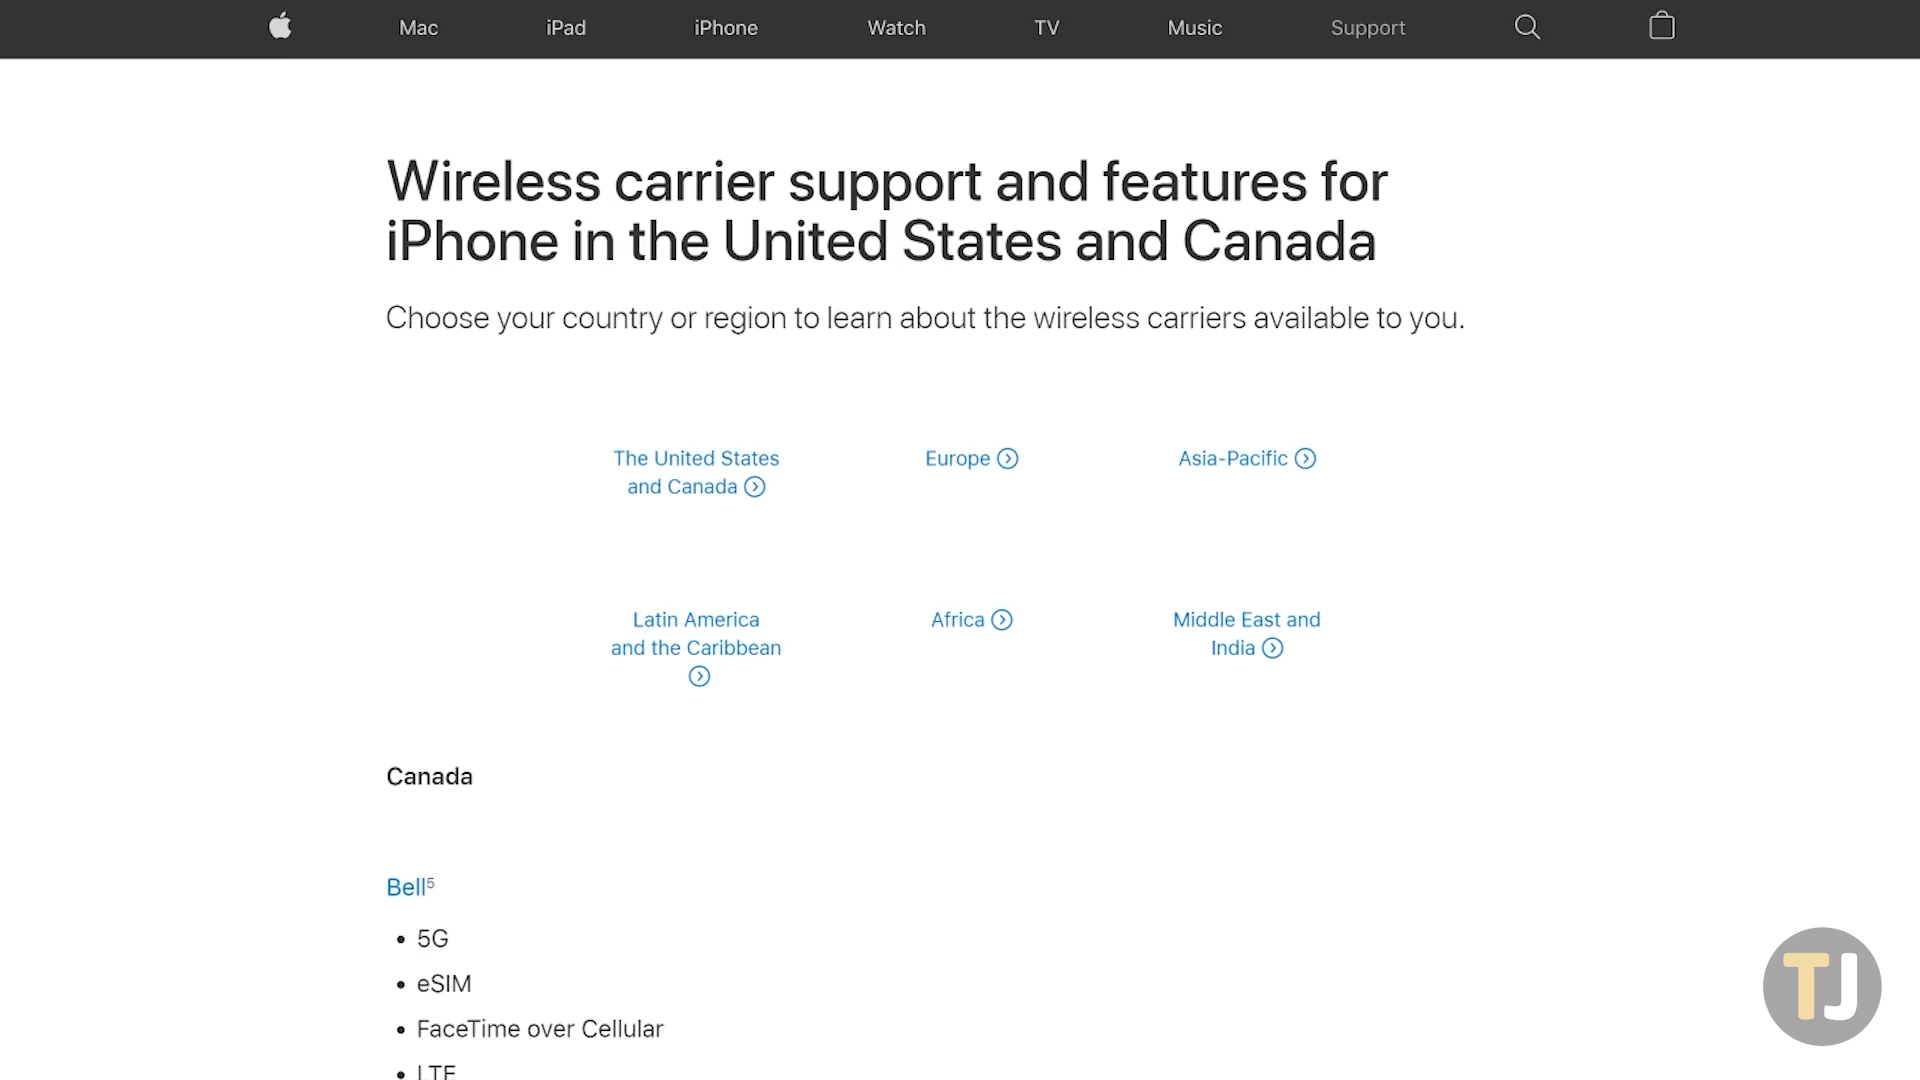 Mac iPad iPhone Watch TV Music Support
Wireless carrier support and features for
iPhone in the United States and Canada
Choose your country or region to learn about the wireless carriers available to you.
The United States
and Canada
Europe
Asia-Pacific
Latin America
and the Caribbean
Africa
Middle East and
India
Canada
Bell5
• 5G
• eSIM
• FaceTime over Cellular
• LTE
TJ